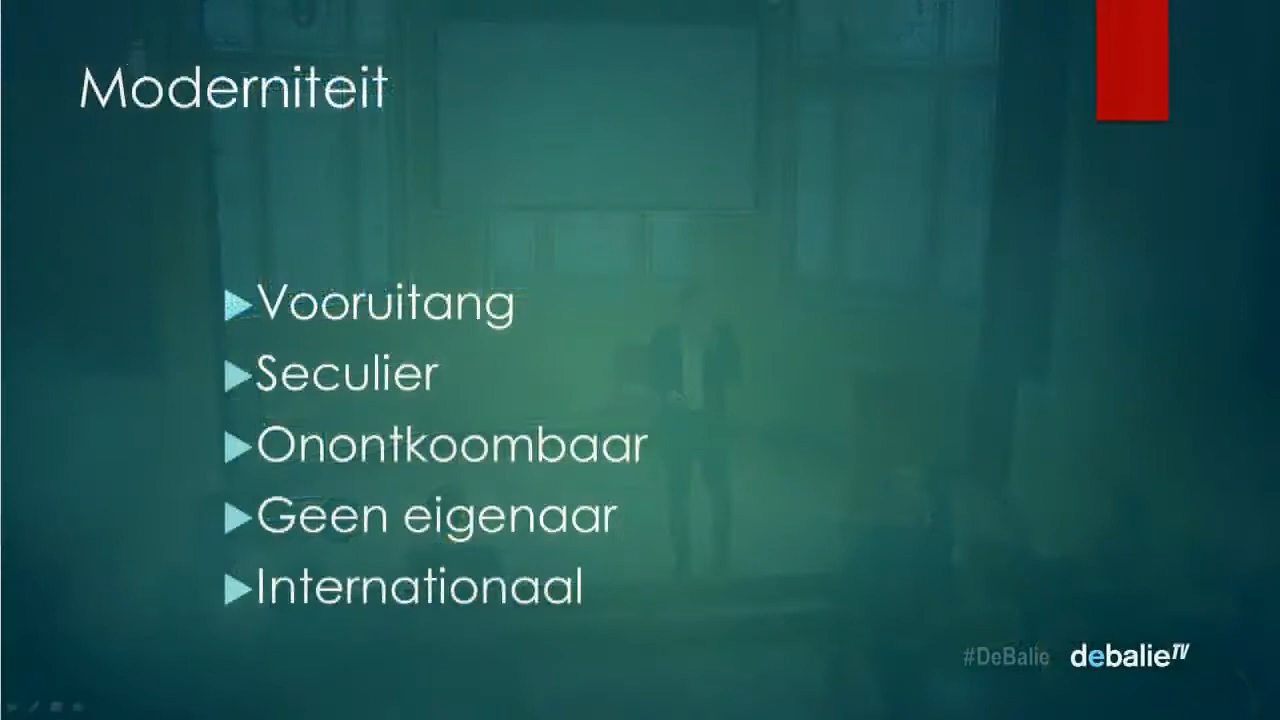 Moderniteit
Vooruitang
Seculier
Onontkoombaar
Geen eigenaar
Internationaal
#DeBalie debalieTV